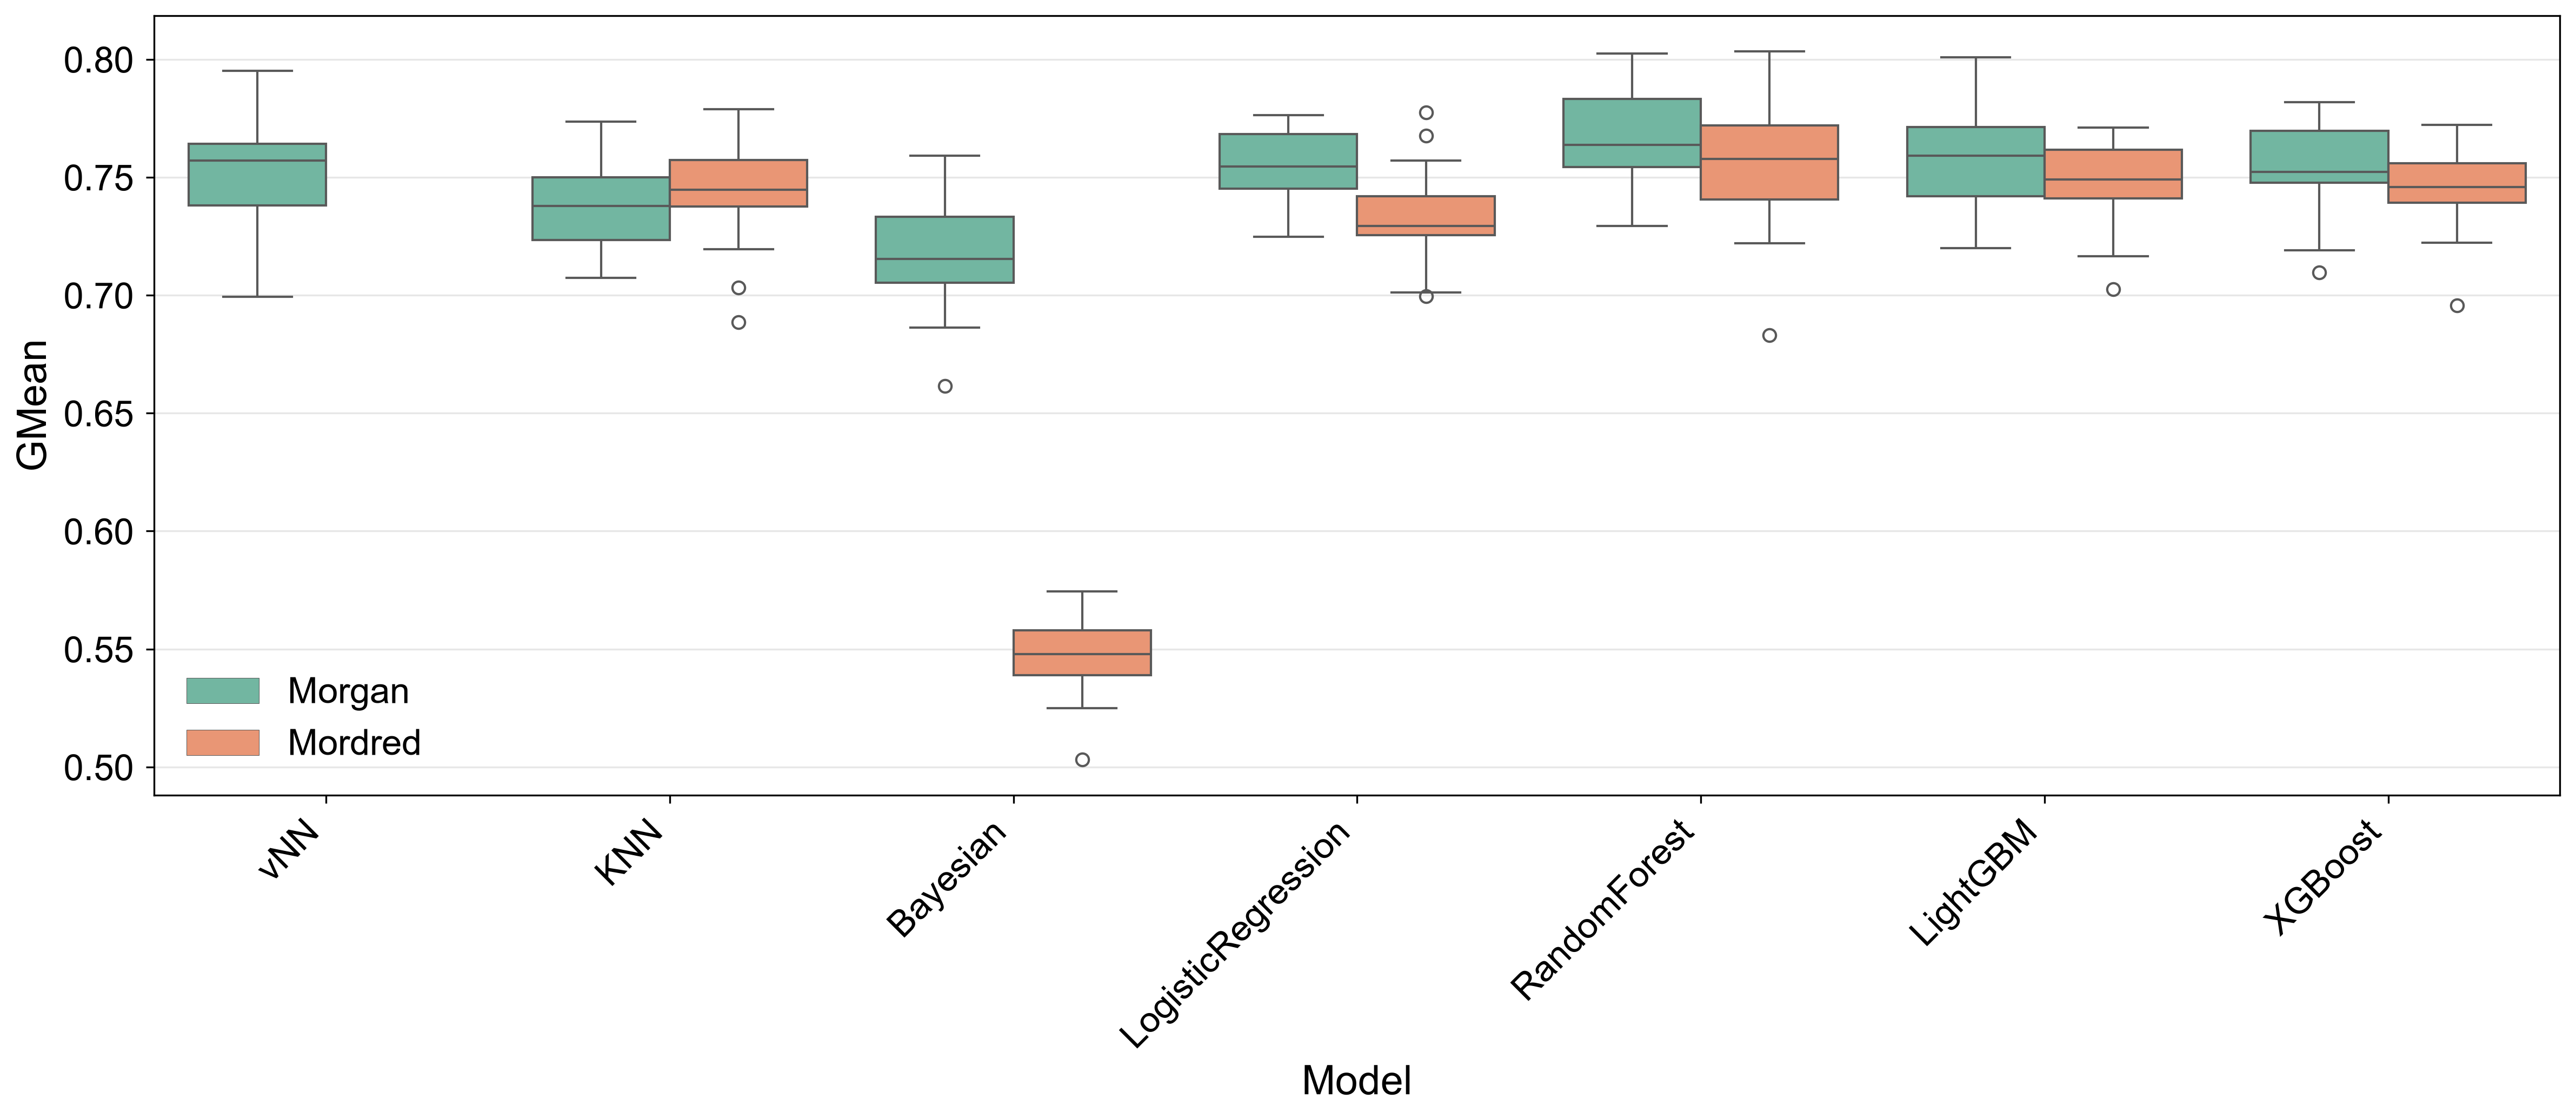 GMean
0.80
0.75
0.70
0.65
0.60
0.55
0.50
Morgan
Mordred
vNN
KNN
Bayesian
LogisticRegression
RandomForest
LightGBM
XGBoost
Model